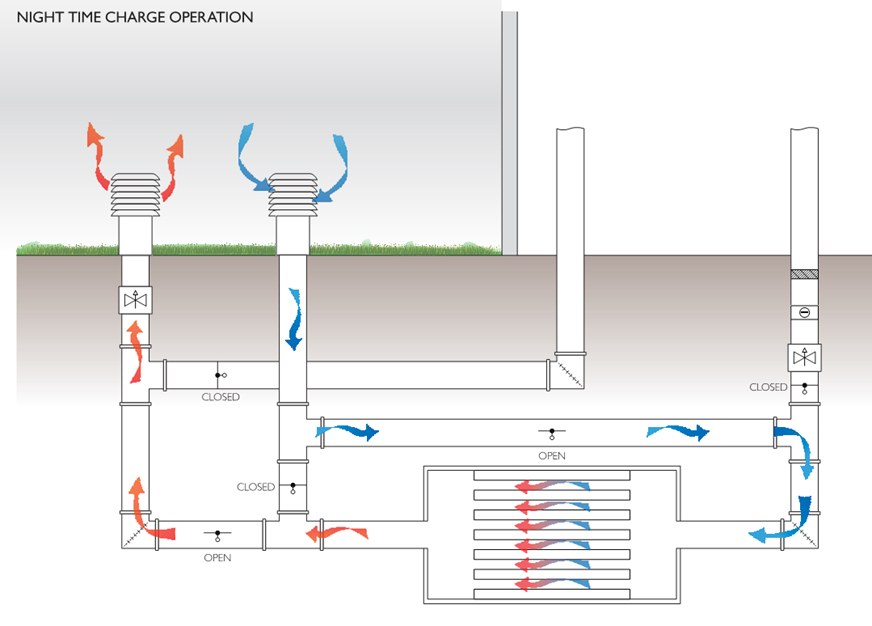 NIGHT TIME CHARGE OPERATION
CLOSED
CLOSED
OPEN
CLOSED
OPEN